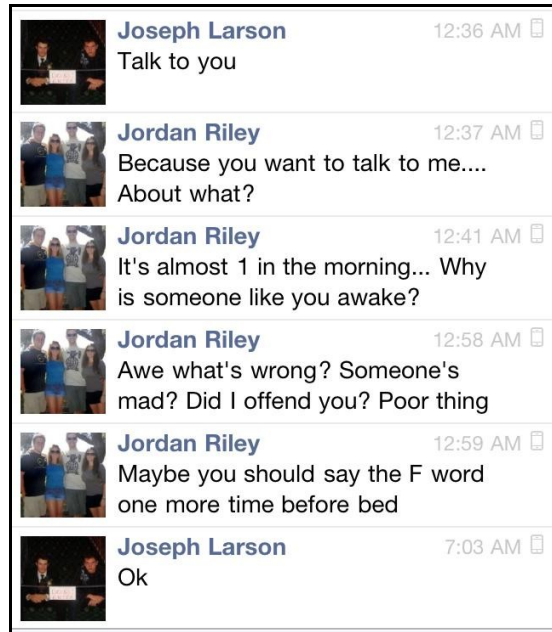 Joseph Larson 12:36 AM
Talk to you
Jordan Riley 12:37 AM
Because you want to talk to me....
About what?
Jordan Riley 12:41 AM
It's almost 1 in the morning... Why
is someone like you awake?
Jordan Riley 12:58 AM
Awe what's wrong? Someone's
mad? Did I offend you? Poor thing
Jordan Riley 12:59 AM
Maybe you should say the F word
one more time before bed
Joseph Larson 7:03 AM
Ok